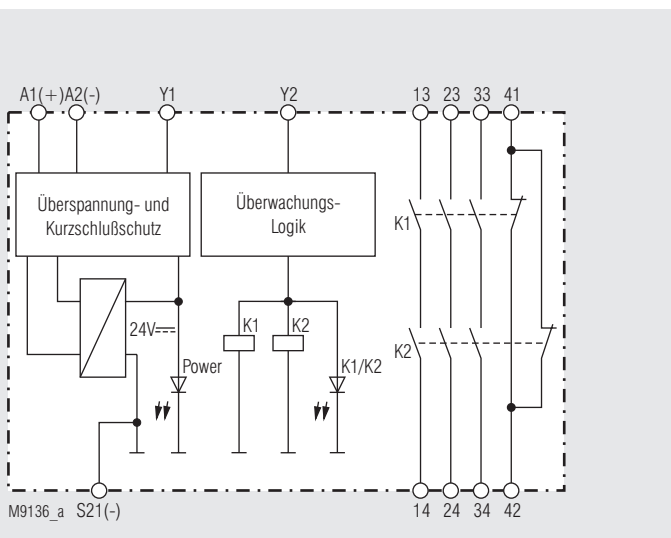 A1(+) A2(-) Y1 Y2 13 23 33 41
Überspannung- und
Kurzschlußschutz
Überwachungs-
Logik
K1
24V
K1 K2
K2
Power
K1/K2
M9136_a S21(-) 14 24 34 42